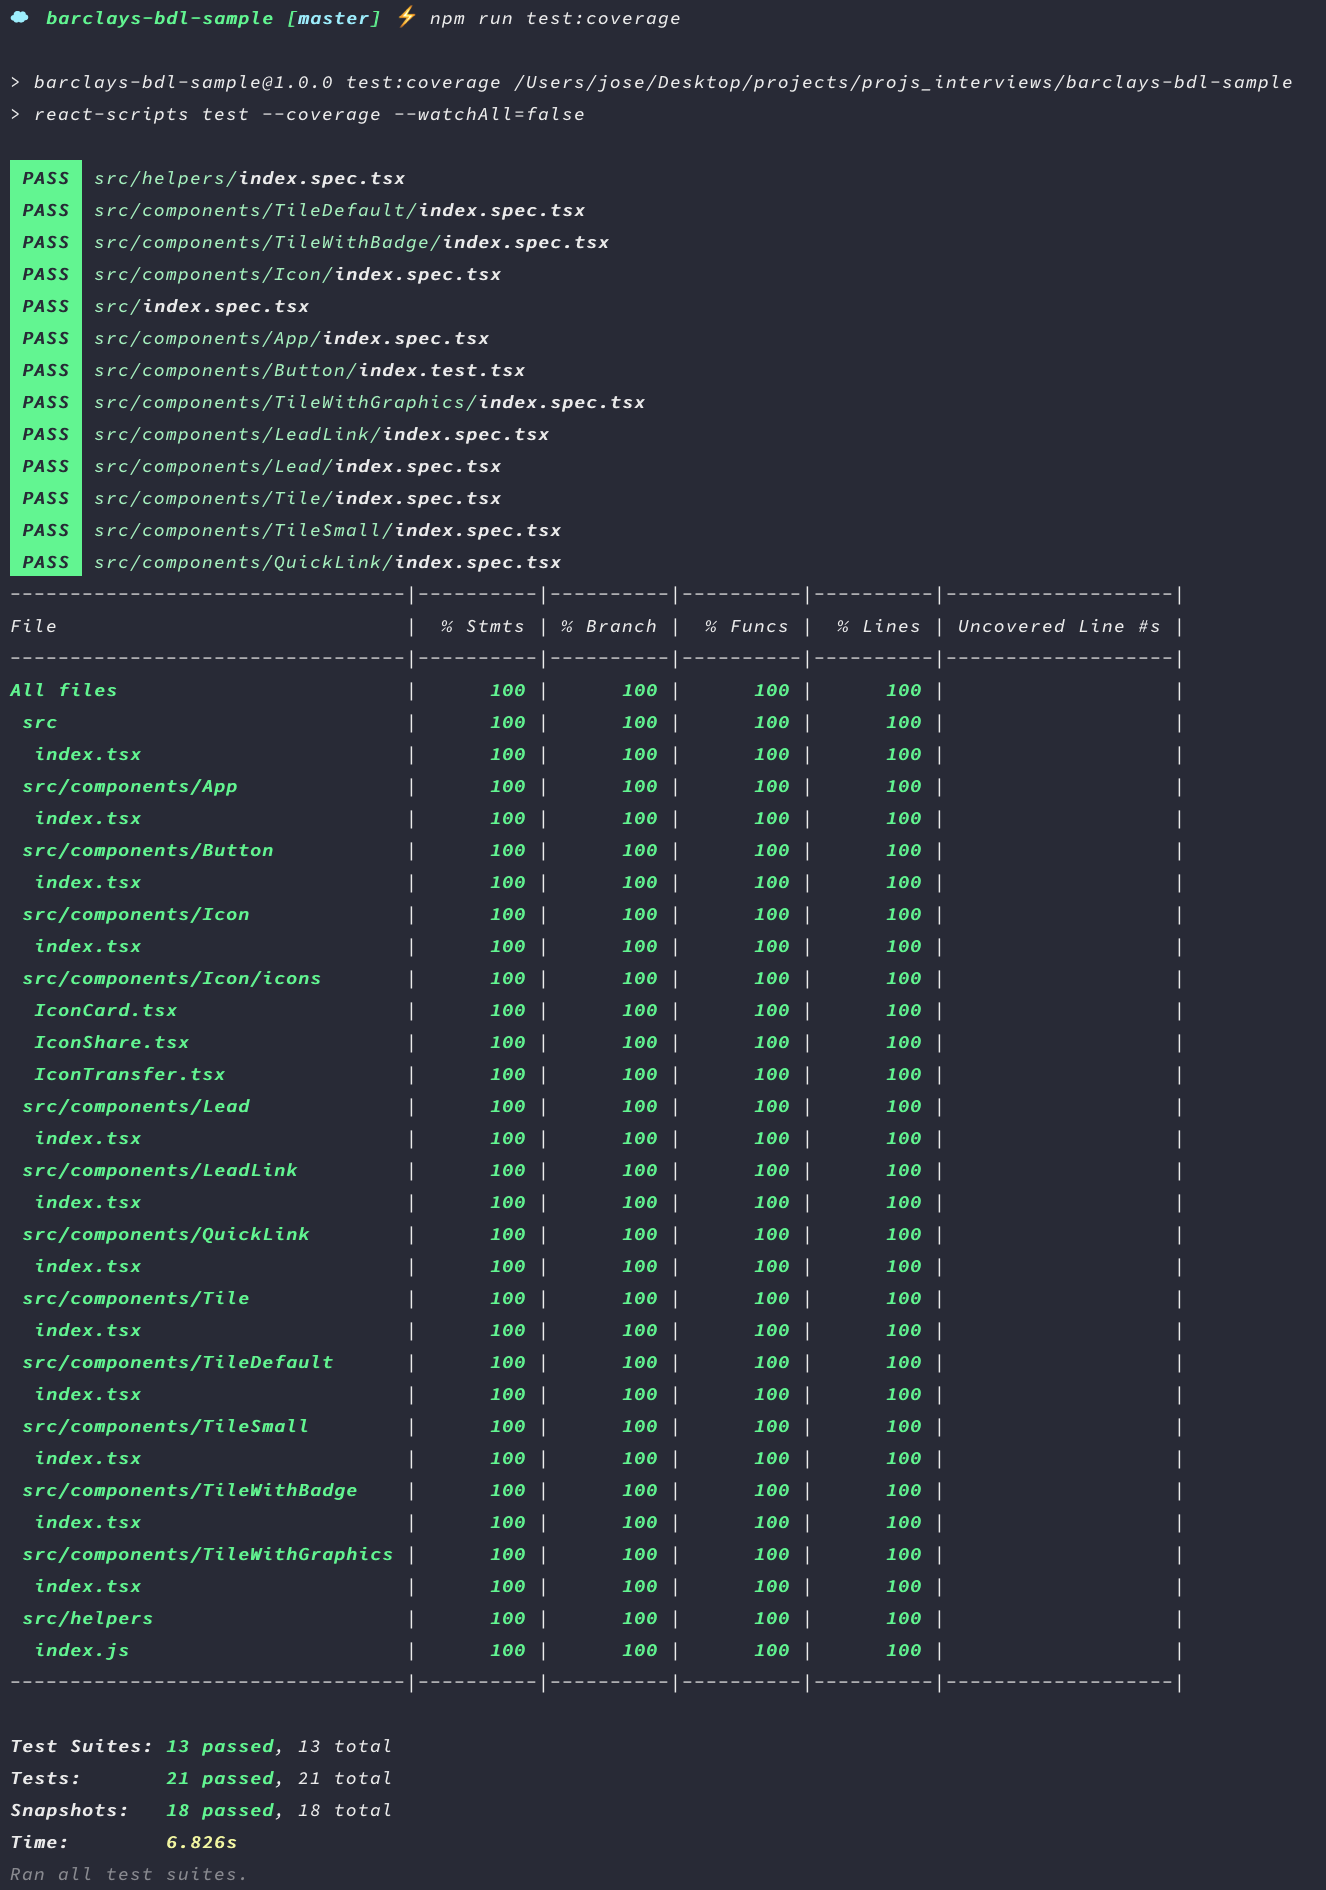 ☁ barclays-bdl-sample [master] ⚡ npm run test:coverage

> barclays-bdl-sample@1.0.0 test:coverage /Users/jose/Desktop/projects/projs_interviews/barclays-bdl-sample
> react-scripts test --coverage --watchAll=false

PASS src/helpers/index.spec.tsx
PASS src/components/TileDefault/index.spec.tsx
PASS src/components/TileWithBadge/index.spec.tsx
PASS src/components/Icon/index.spec.tsx
PASS src/index.spec.tsx
PASS src/components/App/index.spec.tsx
PASS src/components/Button/index.test.tsx
PASS src/components/TileWithGraphics/index.spec.tsx
PASS src/components/LeadLink/index.spec.tsx
PASS src/components/Lead/index.spec.tsx
PASS src/components/Tile/index.spec.tsx
PASS src/components/TileSmall/index.spec.tsx
PASS src/components/QuickLink/index.spec.tsx
---------------------------------|----------|----------|----------|----------|-------------------|
File                             |  % Stmts | % Branch |  % Funcs |  % Lines | Uncovered Line #s |
---------------------------------|----------|----------|----------|----------|-------------------|
All files                        |      100 |      100 |      100 |      100 |                   |
 src                             |      100 |      100 |      100 |      100 |                   |
  index.tsx                      |      100 |      100 |      100 |      100 |                   |
 src/components/App              |      100 |      100 |      100 |      100 |                   |
  index.tsx                      |      100 |      100 |      100 |      100 |                   |
 src/components/Button           |      100 |      100 |      100 |      100 |                   |
  index.tsx                      |      100 |      100 |      100 |      100 |                   |
 src/components/Icon             |      100 |      100 |      100 |      100 |                   |
  index.tsx                      |      100 |      100 |      100 |      100 |                   |
 src/components/Icon/icons       |      100 |      100 |      100 |      100 |                   |
  IconCard.tsx                   |      100 |      100 |      100 |      100 |                   |
  IconShare.tsx                  |      100 |      100 |      100 |      100 |                   |
  IconTransfer.tsx               |      100 |      100 |      100 |      100 |                   |
 src/components/Lead             |      100 |      100 |      100 |      100 |                   |
  index.tsx                      |      100 |      100 |      100 |      100 |                   |
 src/components/LeadLink         |      100 |      100 |      100 |      100 |                   |
  index.tsx                      |      100 |      100 |      100 |      100 |                   |
 src/components/QuickLink        |      100 |      100 |      100 |      100 |                   |
  index.tsx                      |      100 |      100 |      100 |      100 |                   |
 src/components/Tile             |      100 |      100 |      100 |      100 |                   |
  index.tsx                      |      100 |      100 |      100 |      100 |                   |
 src/components/TileDefault      |      100 |      100 |      100 |      100 |                   |
  index.tsx                      |      100 |      100 |      100 |      100 |                   |
 src/components/TileSmall        |      100 |      100 |      100 |      100 |                   |
  index.tsx                      |      100 |      100 |      100 |      100 |                   |
 src/components/TileWithBadge    |      100 |      100 |      100 |      100 |                   |
  index.tsx                      |      100 |      100 |      100 |      100 |                   |
 src/components/TileWithGraphics |      100 |      100 |      100 |      100 |                   |
  index.tsx                      |      100 |      100 |      100 |      100 |                   |
 src/helpers                     |      100 |      100 |      100 |      100 |                   |
  index.js                       |      100 |      100 |      100 |      100 |                   |
---------------------------------|----------|----------|----------|----------|-------------------|

Test Suites: 13 passed, 13 total
Tests:       21 passed, 21 total
Snapshots:   18 passed, 18 total
Time:        6.826s
Ran all test suites.